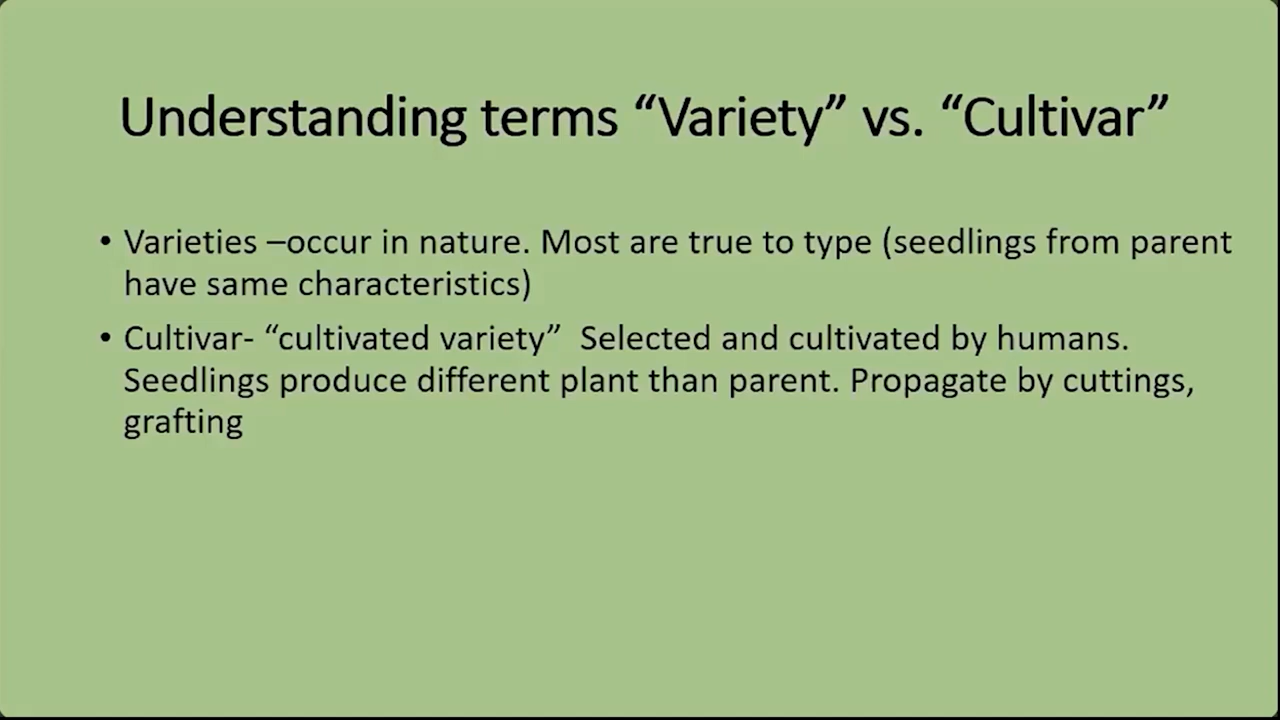 Understanding terms “Variety” vs. “Cultivar”
• Varieties –occur in nature. Most are true to type (seedlings from parent
have same characteristics)
• Cultivar- “cultivated variety”  Selected and cultivated by humans.
Seedlings produce different plant than parent. Propagate by cuttings,
grafting